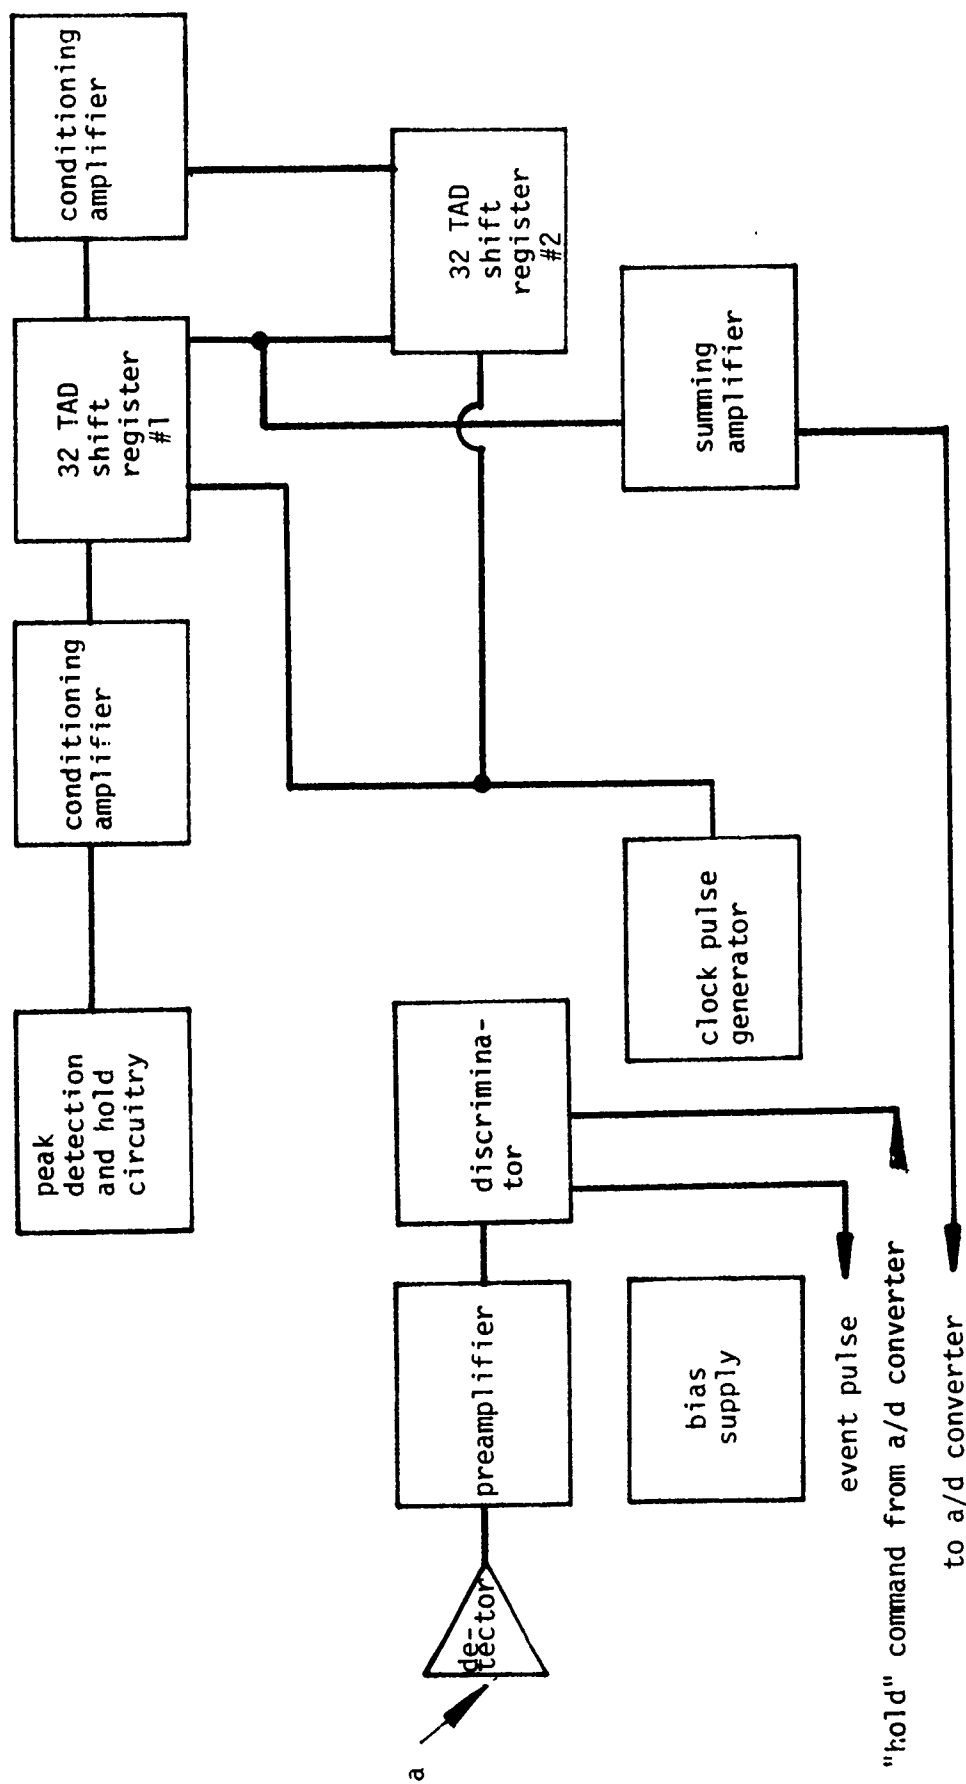 peak
detection
and hold
circuitry
conditioning
amplifier
32 TAD
shift
register
#1
conditioning
amplifier
a
de-
tector
preamplifier
discrimina-
tor
32 TAD
shift
register
#2
bias
supply
clock pulse
generator
summing
amplifier
event pulse
"hold" command from a/d converter
to a/d converter